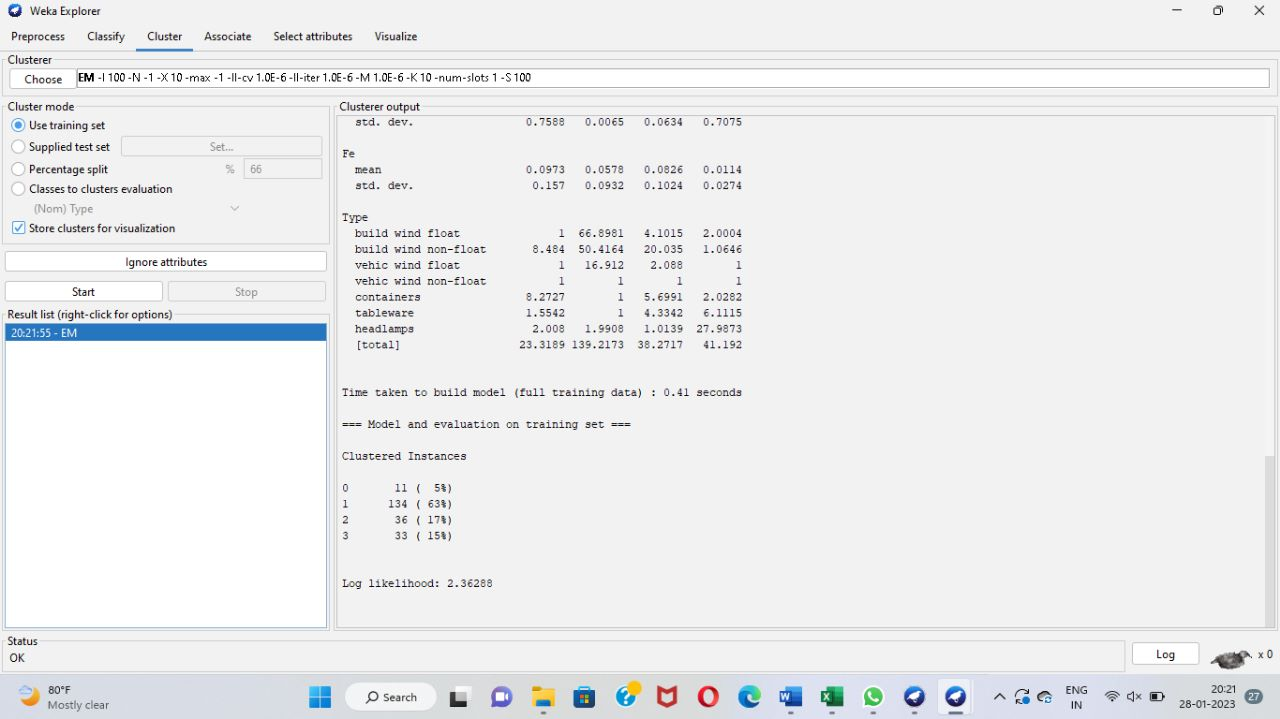 Weka Explorer
Preprocess Classify Cluster Associate Select attributes Visualize
Clusterer
Choose EM -I 100 -N -1 -X 10 -max -1 -ll-cv 1.0E-6 -ll-iter 1.0E-6 -M 1.0E-6 -K 10 -num-slots 1 -S 100
Cluster mode
Use training set
Supplied test set Set...
Percentage split % 66
Classes to clusters evaluation
(Nom) Type
Store clusters for visualization
Ignore attributes
Start Stop
Result list (right-click for options)
20:21:55 - EM
Clusterer output
std. dev. 0.7588 0.0065 0.0634 0.7075
Fe
mean 0.0973 0.0578 0.0826 0.0114
std. dev. 0.157 0.0932 0.1024 0.0274
Type
build wind float 1 66.8981 4.1015 2.0004
build wind non-float 8.484 50.4164 20.035 1.0646
vehic wind float 1 16.912 2.088 1
vehic wind non-float 1 1 1 1
containers 8.2727 1 5.6991 2.0282
tableware 1.5542 1 4.3342 6.1115
headlamps 2.008 1.9908 1.0139 27.9873
[total] 23.3189 139.2173 38.2717 41.192
Time taken to build model (full training data) : 0.41 seconds
=== Model and evaluation on training set ===
Clustered Instances
0 11 ( 5%)
1 134 ( 63%)
2 36 ( 17%)
3 33 ( 15%)
Log likelihood: 2.36288
Status
OK
Log x 0
80°F
Mostly clear
Search
ENG
IN
20:21
28-01-2023
27